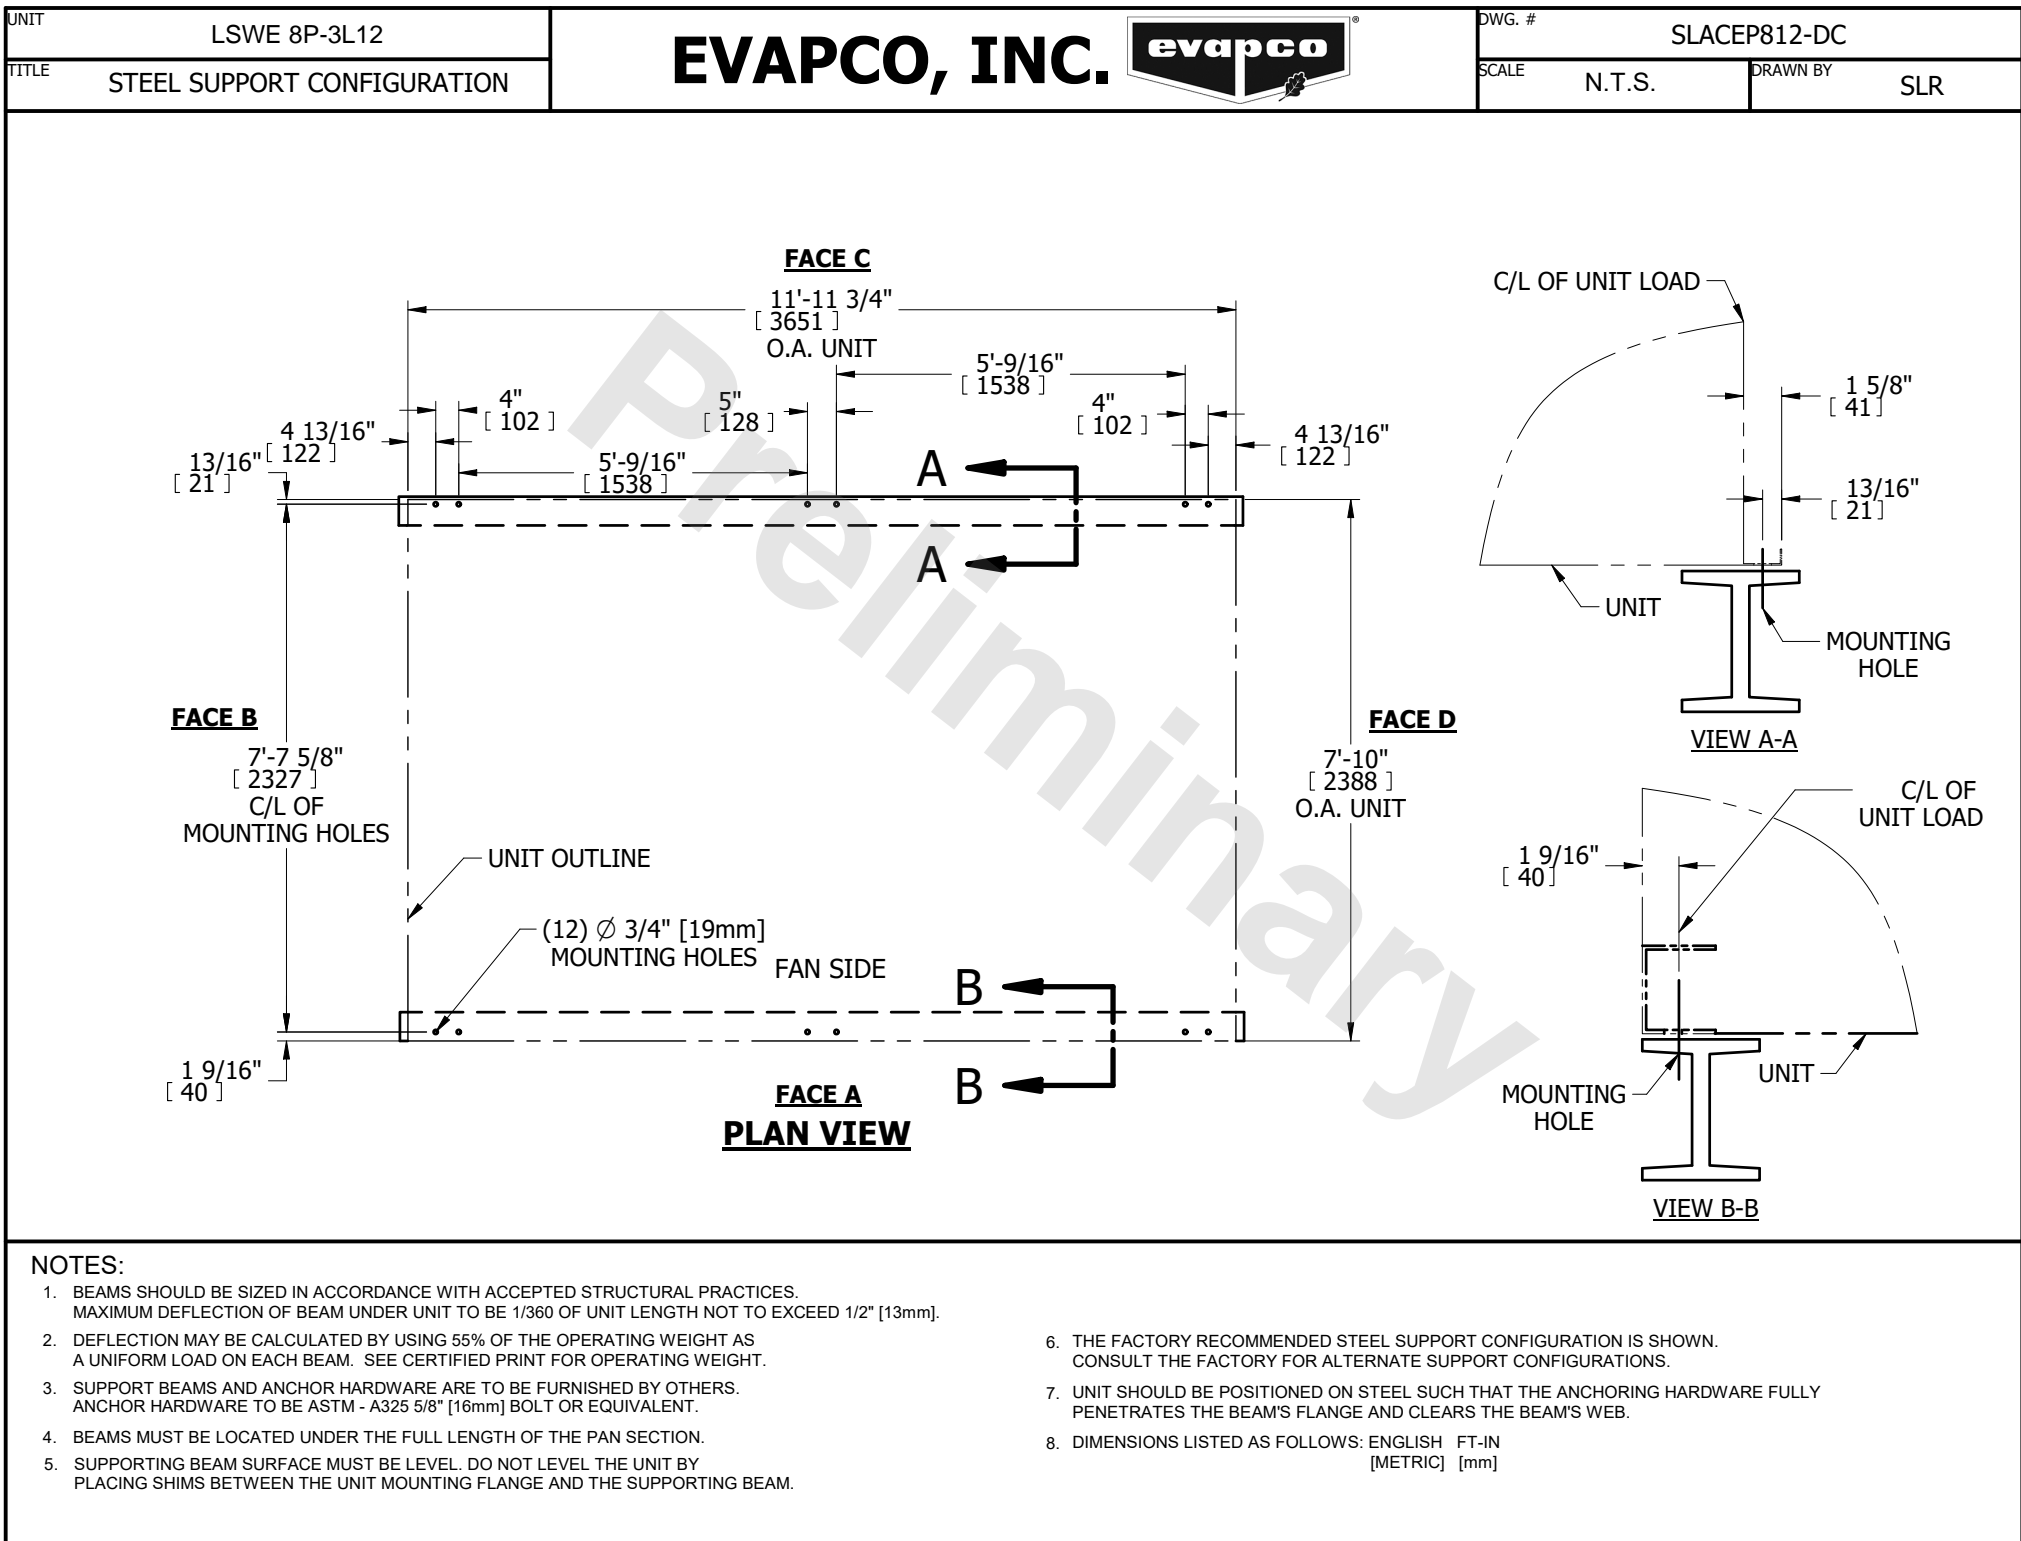 UNIT
LSWE 8P-3L12
TITLE
STEEL SUPPORT CONFIGURATION
EVAPCO, INC.
evapco
®
DWG. #
SLACEP812-DC
SCALE
N.T.S.
DRAWN BY
SLR
FACE C
11'-11 3/4"
[ 3651 ]
O.A. UNIT
5'-9/16"
[ 1538 ]
4"
[ 102 ]
5"
[ 128 ]
4"
[ 102 ]
4 13/16"
[ 122 ]
4 13/16"
[ 122 ]
13/16"
[ 21 ]
5'-9/16"
[ 1538 ]
A
A
FACE B
7'-7 5/8"
[ 2327 ]
C/L OF
MOUNTING HOLES
FACE D
7'-10"
[ 2388 ]
O.A. UNIT
UNIT OUTLINE
(12) Ø 3/4" [19mm]
MOUNTING HOLES
FAN SIDE
B
B
1 9/16"
[ 40 ]
FACE A
PLAN VIEW
Preliminary
C/L OF UNIT LOAD
1 5/8"
[ 41]
13/16"
[ 21]
UNIT
MOUNTING
HOLE
VIEW A-A
C/L OF
UNIT LOAD
1 9/16"
[ 40]
UNIT
MOUNTING
HOLE
VIEW B-B
NOTES:
1. BEAMS SHOULD BE SIZED IN ACCORDANCE WITH ACCEPTED STRUCTURAL PRACTICES.
MAXIMUM DEFLECTION OF BEAM UNDER UNIT TO BE 1/360 OF UNIT LENGTH NOT TO EXCEED 1/2" [13mm].
2. DEFLECTION MAY BE CALCULATED BY USING 55% OF THE OPERATING WEIGHT AS
A UNIFORM LOAD ON EACH BEAM. SEE CERTIFIED PRINT FOR OPERATING WEIGHT.
3. SUPPORT BEAMS AND ANCHOR HARDWARE ARE TO BE FURNISHED BY OTHERS.
ANCHOR HARDWARE TO BE ASTM - A325 5/8" [16mm] BOLT OR EQUIVALENT.
4. BEAMS MUST BE LOCATED UNDER THE FULL LENGTH OF THE PAN SECTION.
5. SUPPORTING BEAM SURFACE MUST BE LEVEL. DO NOT LEVEL THE UNIT BY
PLACING SHIMS BETWEEN THE UNIT MOUNTING FLANGE AND THE SUPPORTING BEAM.
6. THE FACTORY RECOMMENDED STEEL SUPPORT CONFIGURATION IS SHOWN.
CONSULT THE FACTORY FOR ALTERNATE SUPPORT CONFIGURATIONS.
7. UNIT SHOULD BE POSITIONED ON STEEL SUCH THAT THE ANCHORING HARDWARE FULLY
PENETRATES THE BEAM'S FLANGE AND CLEARS THE BEAM'S WEB.
8. DIMENSIONS LISTED AS FOLLOWS: ENGLISH FT-IN
[METRIC] [mm]